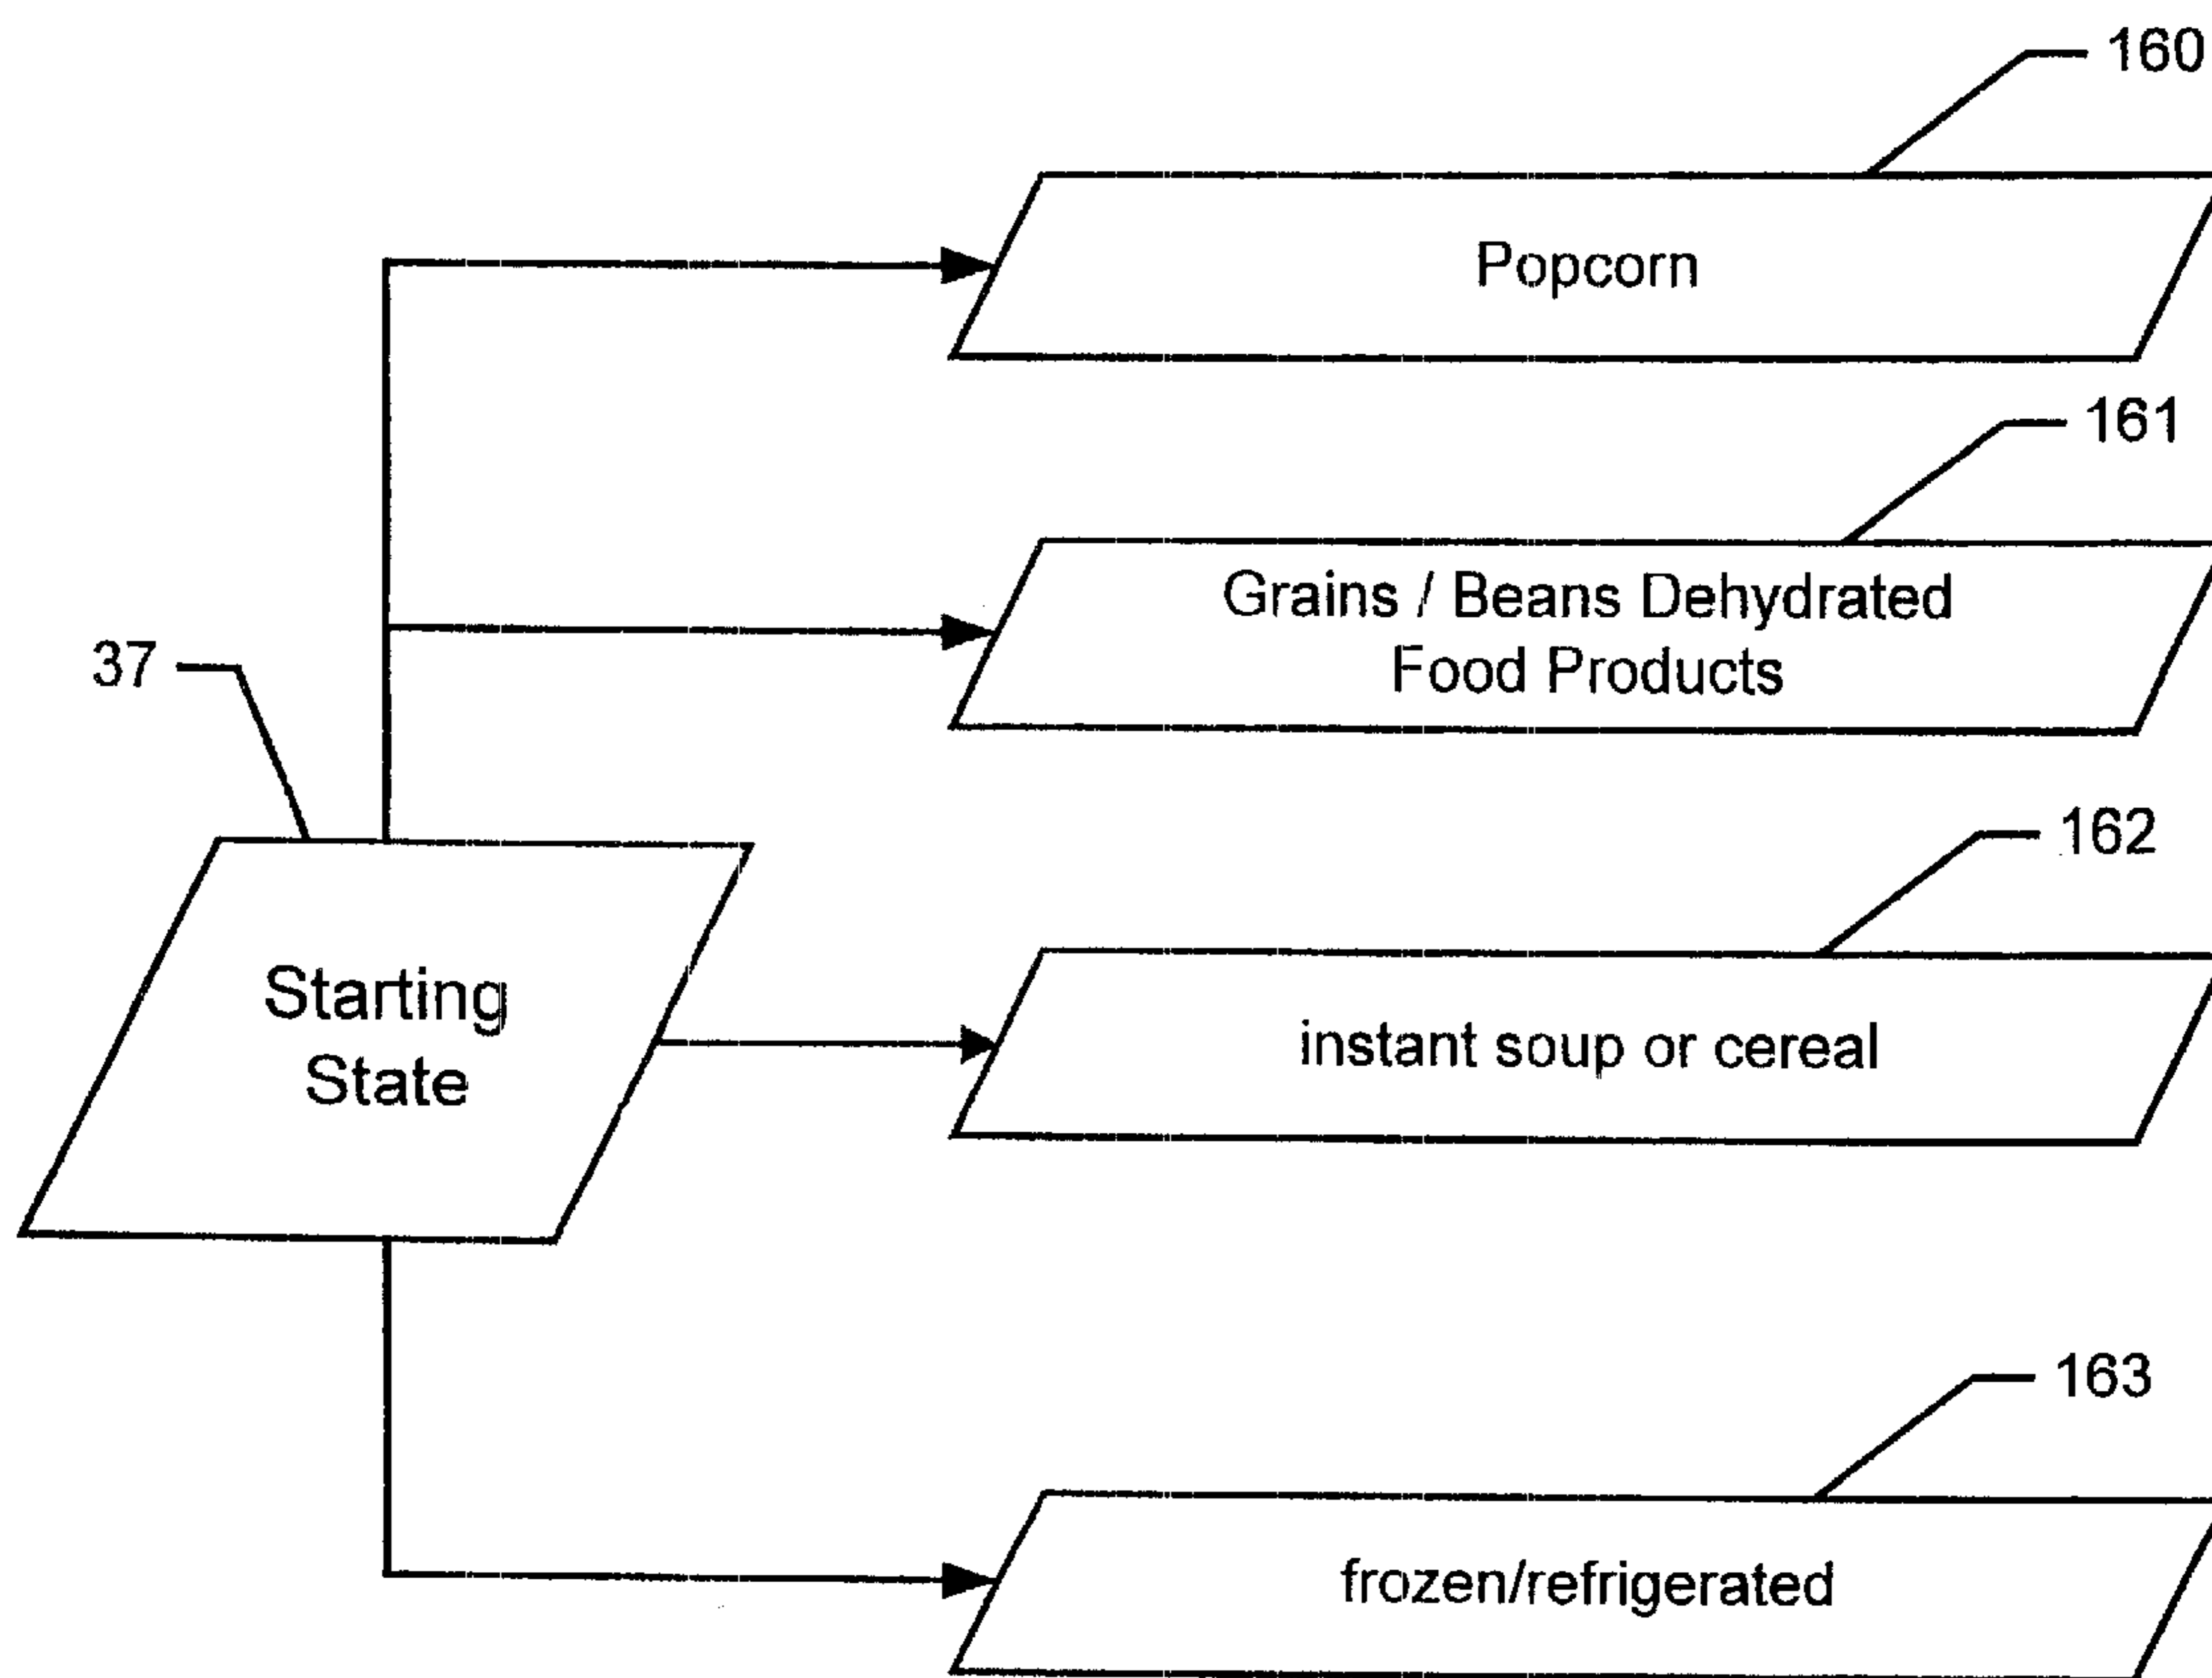 160
Popcorn
161
Grains / Beans Dehydrated
Food Products
37
162
Starting
State
instant soup or cereal
163
frozen/refrigerated